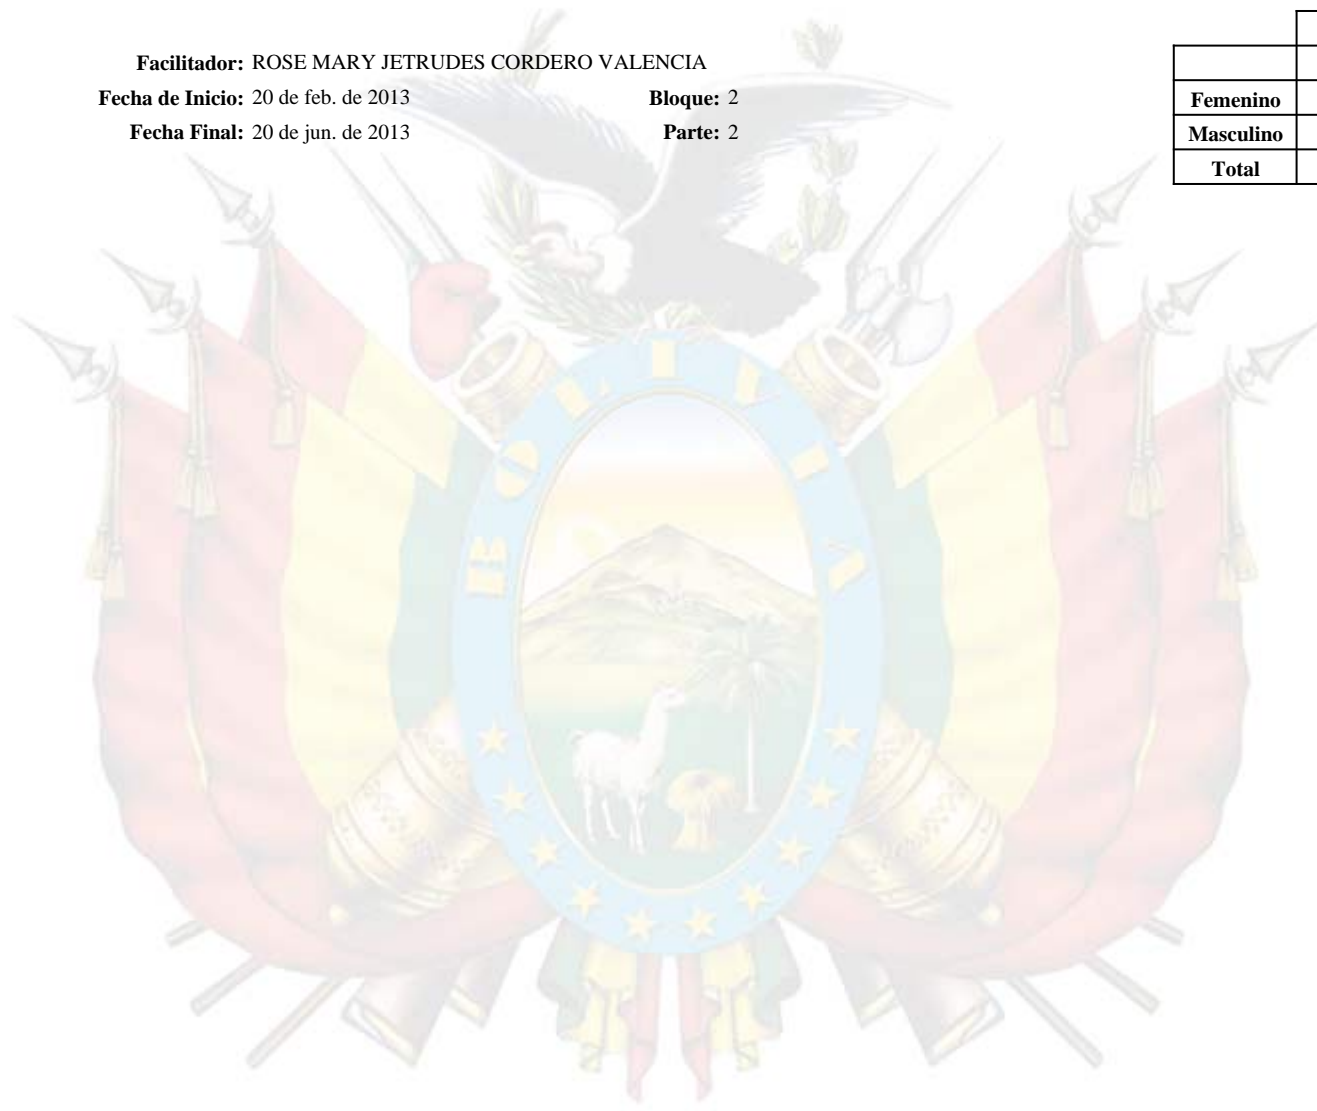 Facilitador: ROSE MARY JETRUDES CORDERO VALENCIA
Fecha de Inicio: 20 de feb. de 2013 Bloque: 2
Fecha Final: 20 de jun. de 2013 Parte: 2
Femenino
Masculino
Total
BOLIVIA